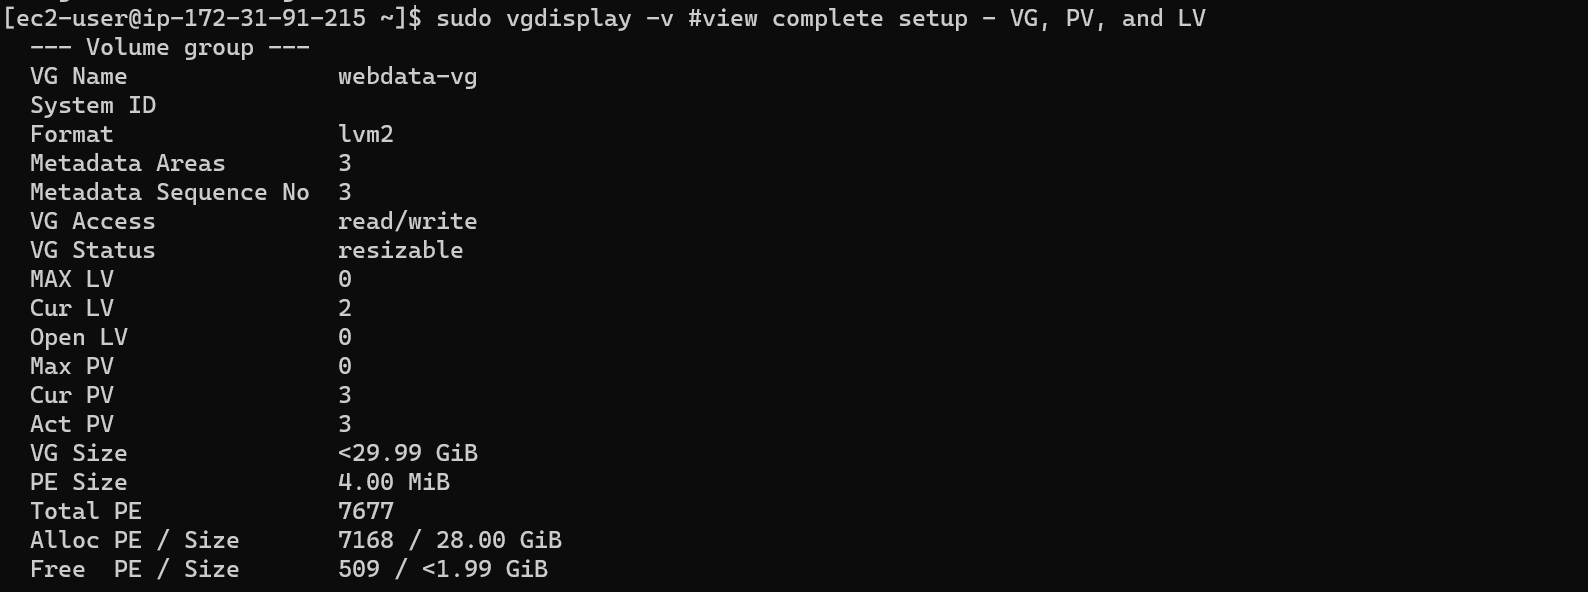 [ec2-user@ip-172-31-91-215 ~]$ sudo vgdisplay -v #view complete setup - VG, PV, and LV
--- Volume group ---
VG Name webdata-vg
System ID
Format lvm2
Metadata Areas 3
Metadata Sequence No 3
VG Access read/write
VG Status resizable
MAX LV 0
Cur LV 2
Open LV 0
Max PV 0
Cur PV 3
Act PV 3
VG Size <29.99 GiB
PE Size 4.00 MiB
Total PE 7677
Alloc PE / Size 7168 / 28.00 GiB
Free PE / Size 509 / <1.99 GiB